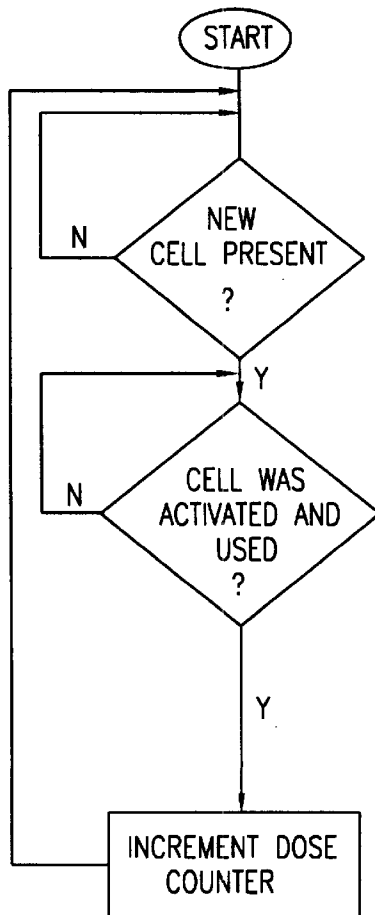 START
NEW
CELL PRESENT
?
N
Y
CELL WAS
ACTIVATED AND
USED
?
N
Y
INCREMENT DOSE
COUNTER